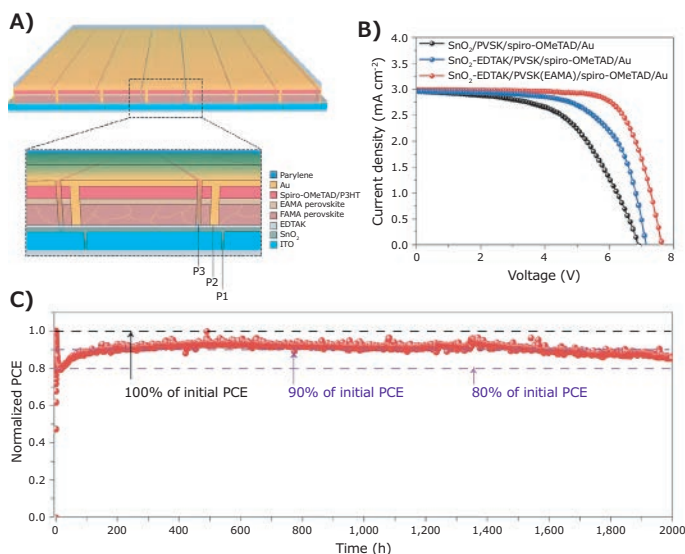 A)
Parylene
Au
Spiro-OMeTAD/P3HT
EAMA perovskite
FAMA perovskite
EDTAK
SnO₂
ITO
P3
P2
P1
B)
Current density (mA cm⁻²)
4.0
3.5
3.0
2.5
2.0
1.5
1.0
0.5
0.0
SnO₂/PVSK/spiro-OMeTAD/Au
SnO₂-EDTAK/PVSK/spiro-OMeTAD/Au
SnO₂-EDTAK/PVSK(EAMA)/spiro-OMeTAD/Au
0 2 4 6 8
Voltage (V)
C)
Normalized PCE
1.0
0.8
0.6
0.4
0.2
0.0
100% of initial PCE
90% of initial PCE
80% of initial PCE
0 200 400 600 800 1,000 1,200 1,400 1,600 1,800 2000
Time (h)